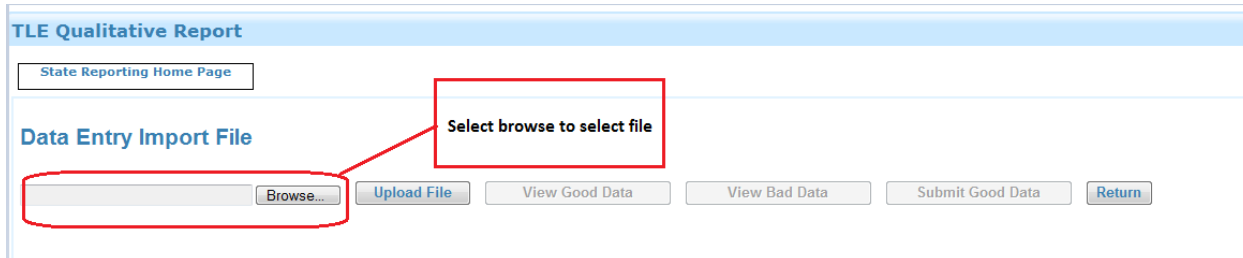 TLE Qualitative Report
State Reporting Home Page
Select browse to select file
Data Entry Import File
Browse... Upload File View Good Data View Bad Data Submit Good Data Return